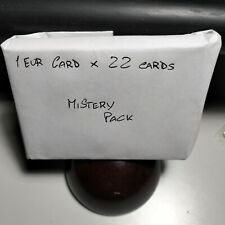 1 EUR CARD x 22 CARDS
MISTERY
PACK